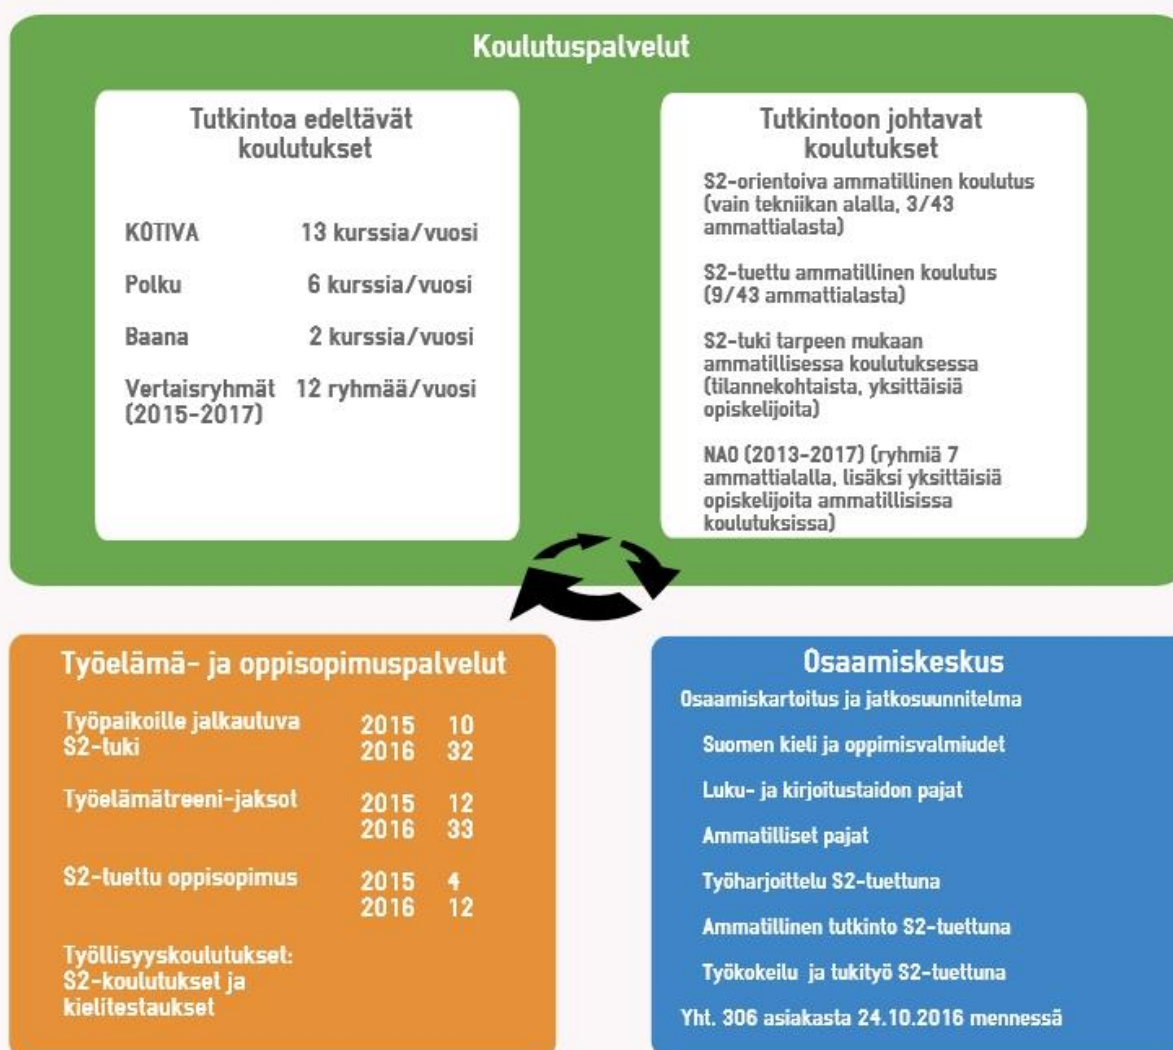 Koulutuspalvelut
Tutkintoa edeltävät
koulutukset
KOTIVA 13 kurssia/vuosi
Polku 6 kurssia/vuosi
Baana 2 kurssia/vuosi
Vertaisryhmät 12 ryhmää/vuosi
(2015-2017)
Tutkintoon johtavat
koulutukset
S2-orientoiva ammatillinen koulutus
(vain tekniikan alalla, 3/43
ammattialasta)
S2-tuettu ammatillinen koulutus
(9/43 ammattialasta)
S2-tuki tarpeen mukaan
ammatillisessa koulutuksessa
(tilannekohtaista, yksittäisiä
opiskelijoita)
NAO (2013-2017) (ryhmiä 7
ammattialalla, lisäksi yksittäisiä
opiskelijoita ammatillisissa
koulutuksissa)
Työelämä- ja oppisopimuspalvelut
Työpaikoille jalkautuva 2015 10
S2-tuki 2016 32
Työelämätreeni-jaksot 2015 12
2016 33
S2-tuettu oppisopimus 2015 4
2016 12
Työllisyyskoulutukset:
S2-koulutukset ja
kielitestaukset
Osaamiskeskus
Osaamiskartoitus ja jatkosuunnitelma
Suomen kieli ja oppimisvalmiudet
Luku- ja kirjoitustaidon pajat
Ammatilliset pajat
Työharjoittelu S2-tuettuna
Ammatillinen tutkinto S2-tuettuna
Työkokeilu ja tukityö S2-tuettuna
Yht. 306 asiakasta 24.10.2016 mennessä